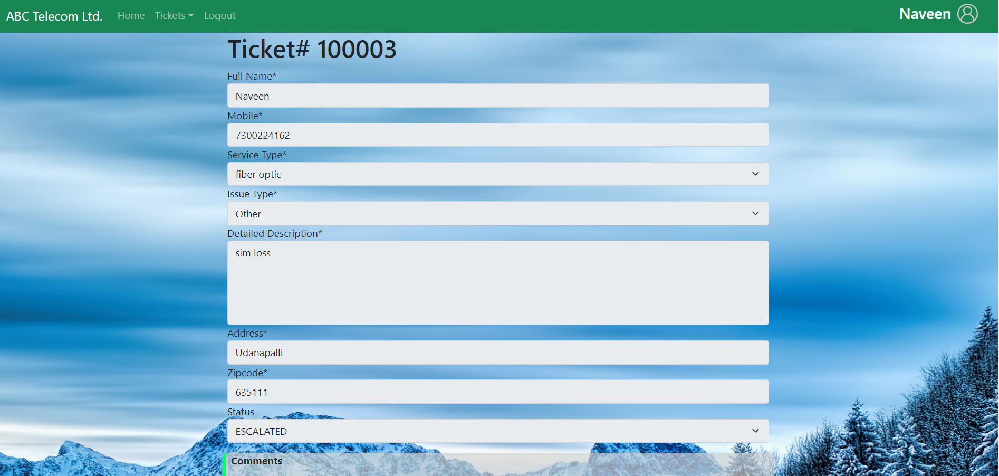 ABC Telecom Ltd. Home Tickets Logout Naveen
Ticket# 100003
Full Name*
Naveen
Mobile*
7300224162
Service Type*
fiber optic
Issue Type*
Other
Detailed Description*
sim loss
Address*
Udanapalli
Zipcode*
635111
Status
ESCALATED
Comments